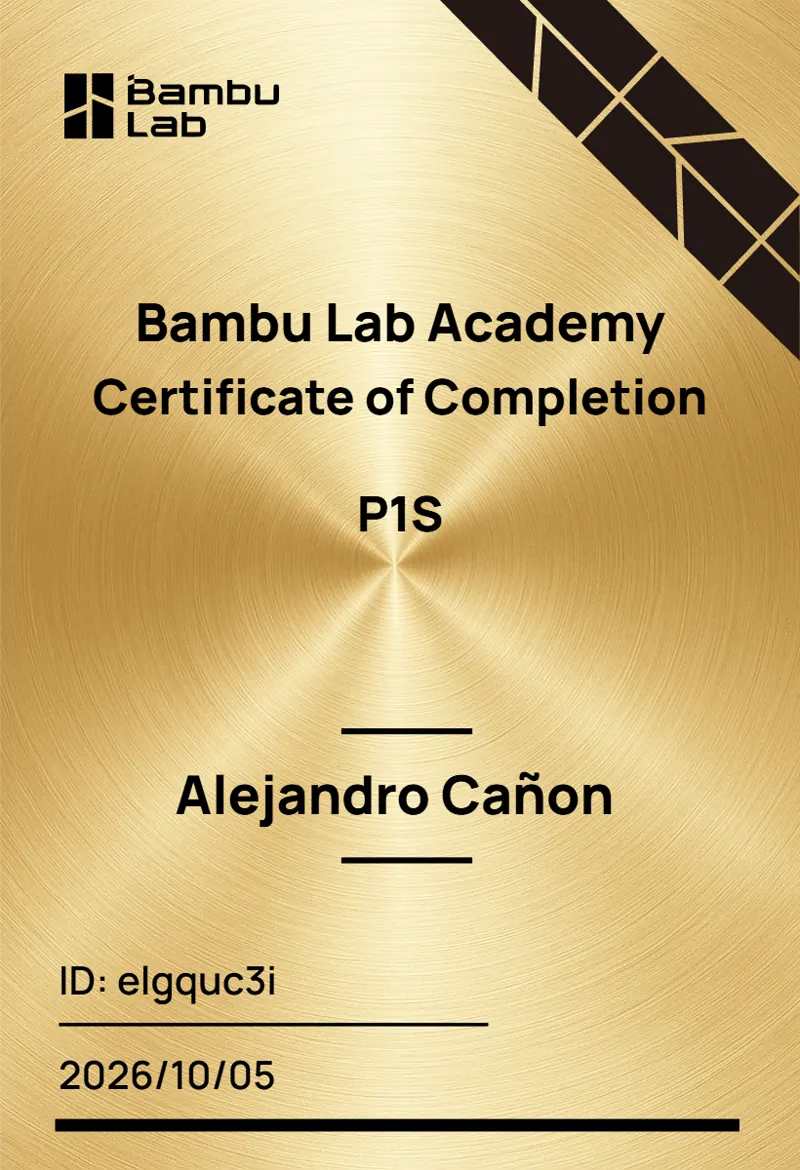 Bambu
Lab
Bambu Lab Academy
Certificate of Completion
P1S
Alejandro Cañon
ID: elgquc3i
2026/10/05